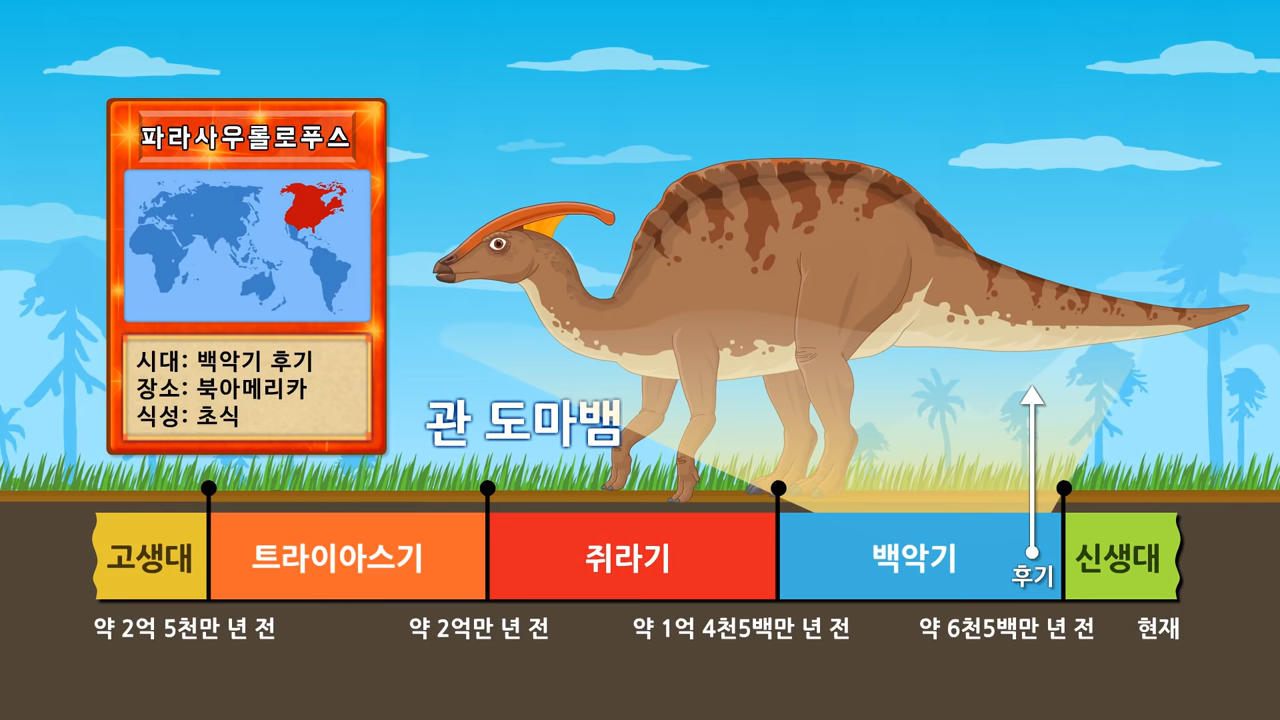 파라사우롤로푸스
시대: 백악기 후기
장소: 북아메리카
식성: 초식
관 도마뱀
고생대
트라이아스기
쥐라기
백악기
후기
신생대
약 2억 5천만 년 전
약 2억만 년 전
약 1억 4천5백만 년 전
약 6천5백만 년 전
현재